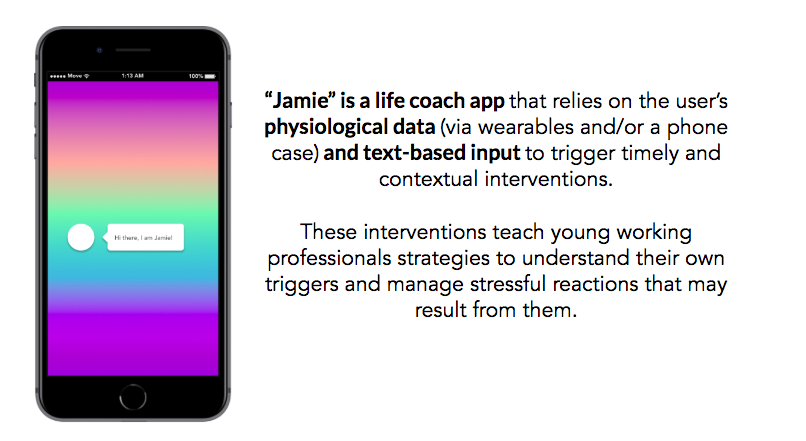 Move
1:13 AM
100%
Hi there, I am Jamie!
“Jamie” is a life coach app that relies on the user’s
physiological data (via wearables and/or a phone
case) and text-based input to trigger timely and
contextual interventions.
These interventions teach young working
professionals strategies to understand their own
triggers and manage stressful reactions that may
result from them.